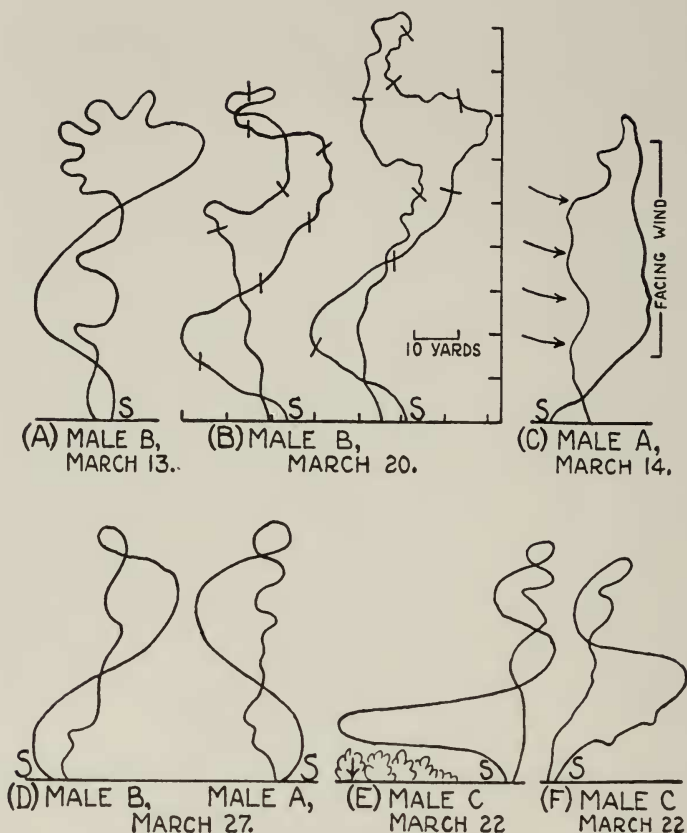 S
(A) MALE B,
MARCH 13.
S
S
10 YARDS
(B) MALE B,
MARCH 20.
FACING WIND
S
(C) MALE A,
MARCH 14.
S
S
(D) MALE B,
MALE A,
MARCH 27.
S
(E) MALE C
MARCH 22
S
(F) MALE C
MARCH 22